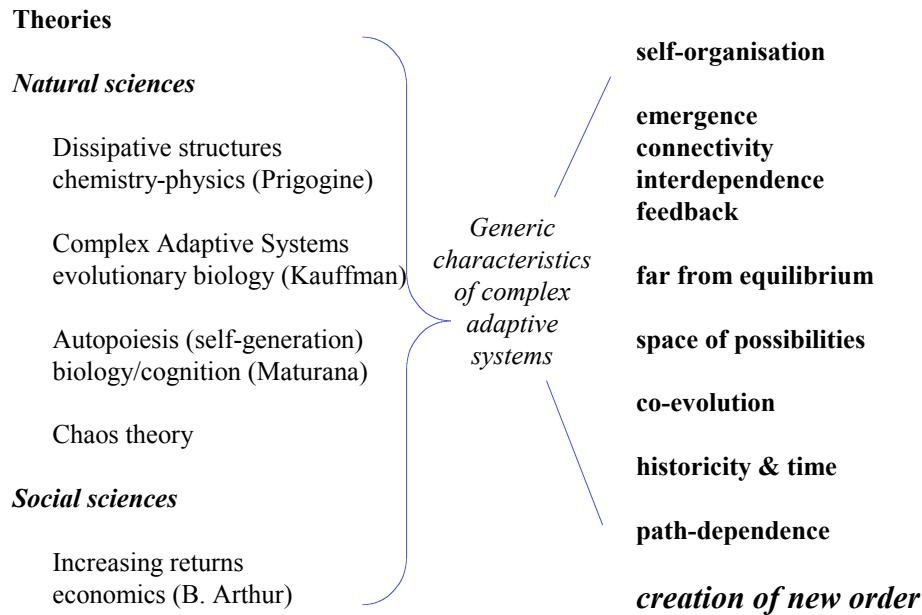 Theories
Natural sciences
Dissipative structures
chemistry-physics (Prigogine)
Complex Adaptive Systems
evolutionary biology (Kauffman)
Autopoiesis (self-generation)
biology/cognition (Maturana)
Chaos theory
Social sciences
Increasing returns
economics (B. Arthur)
Generic
characteristics
of complex
adaptive
systems
self-organisation
emergence
connectivity
interdependence
feedback
far from equilibrium
space of possibilities
co-evolution
historicity & time
path-dependence
creation of new order